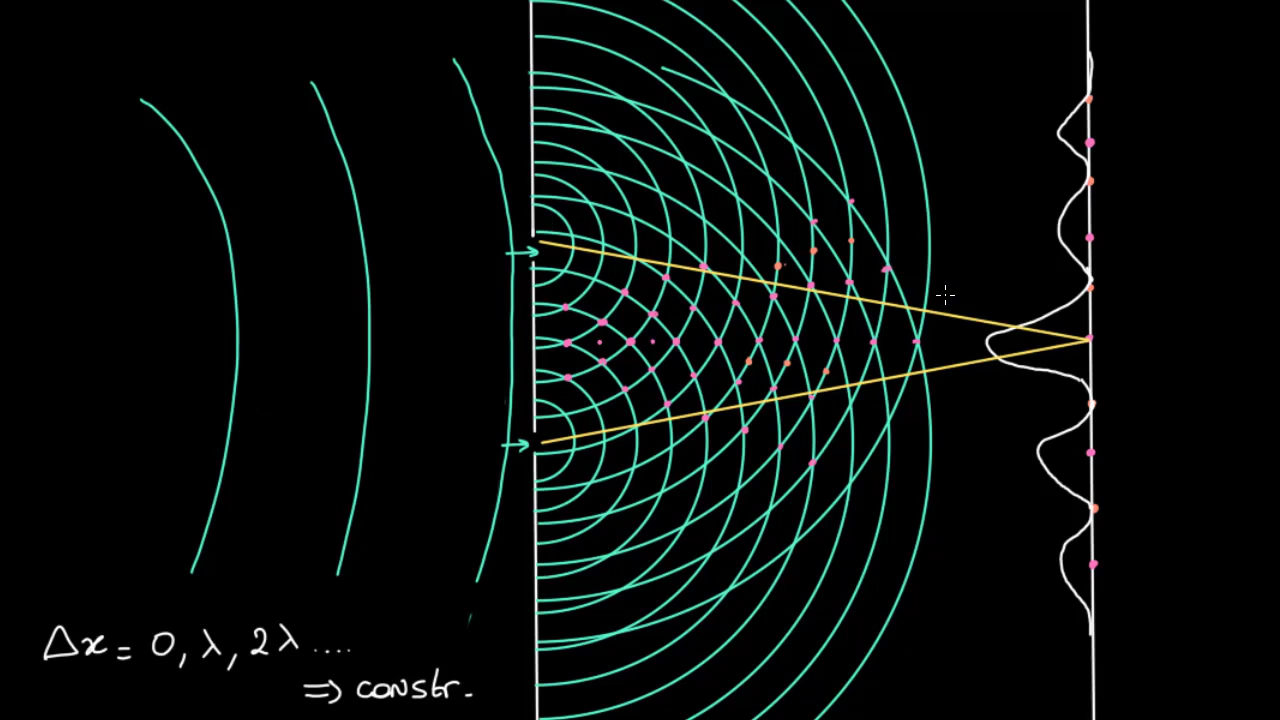 Δx = 0, λ, 2λ ....
⇒ constr.